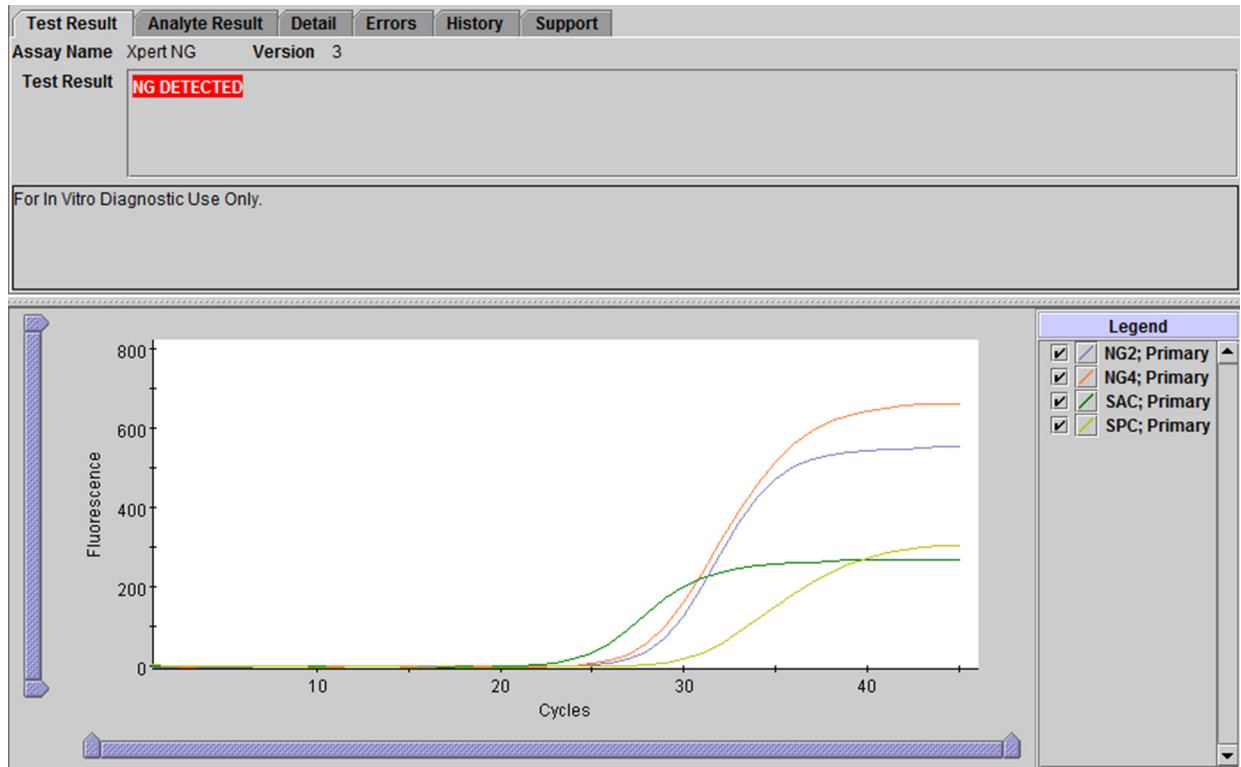 Test Result Analyte Result Detail Errors History Support
Assay Name Xpert NG Version 3
Test Result NG DETECTED
For In Vitro Diagnostic Use Only.
Legend
NG2; Primary
NG4; Primary
SAC; Primary
SPC; Primary
800
600
400
200
0
Fluorescence
10 20 30 40
Cycles